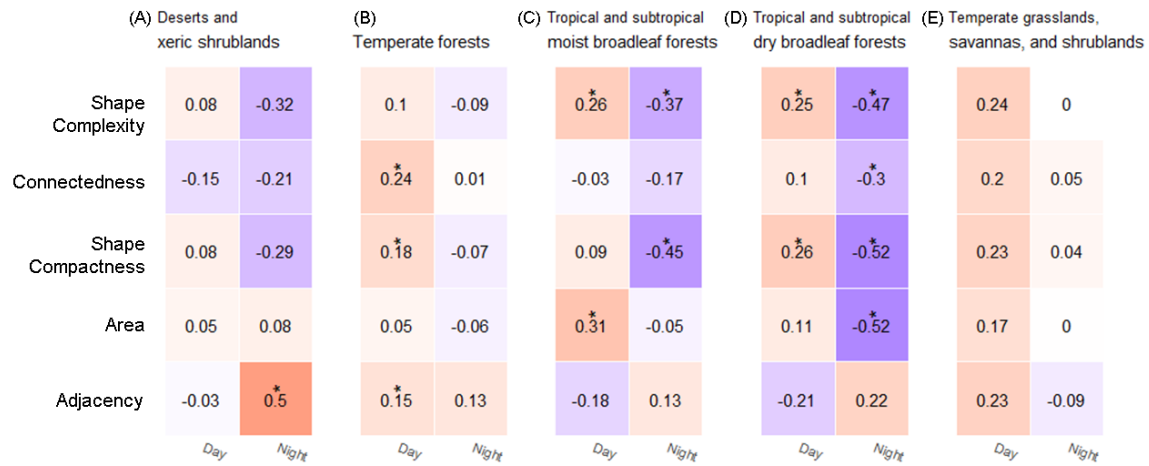 (A) Deserts and
xeric shrublands
(B)
Temperate forests
(C) Tropical and subtropical
moist broadleaf forests
(D) Tropical and subtropical
dry broadleaf forests
(E) Temperate grasslands,
savannas, and shrublands
Shape
Complexity
0.08 -0.32 0.1 -0.09 0.26* -0.37* 0.25* -0.47* 0.24 0
Connectedness
-0.15 -0.21 0.24* 0.01 -0.03 -0.17 0.1 -0.3* 0.2 0.05
Shape
Compactness
0.08 -0.29 0.18* -0.07 0.09 -0.45* 0.26* -0.52* 0.23 0.04
Area
0.05 0.08 0.05 -0.06 0.31* -0.05 0.11 -0.52* 0.17 0
Adjacency
-0.03 0.5* 0.15* 0.13 -0.18 0.13 -0.21 0.22 0.23 -0.09
Day Night Day Night Day Night Day Night Day Night